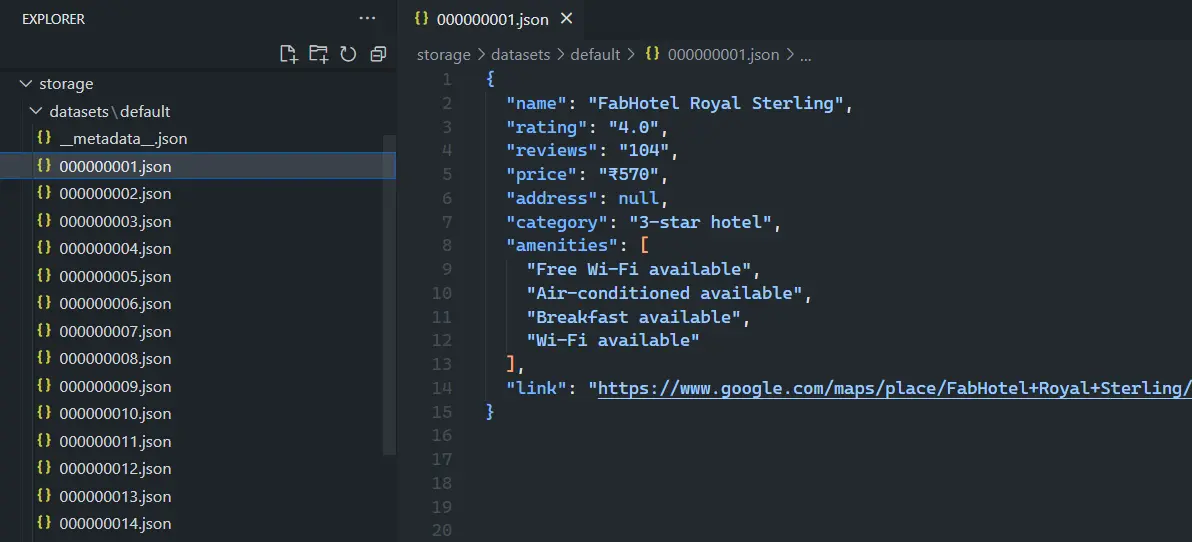 EXPLORER
storage
datasets\default
__metadata__.json
000000001.json
000000002.json
000000003.json
000000004.json
000000005.json
000000006.json
000000007.json
000000008.json
000000009.json
000000010.json
000000011.json
000000012.json
000000013.json
000000014.json
{} 000000001.json ×
storage > datasets > default > {} 000000001.json > ...
1 {
2 "name": "FabHotel Royal Sterling",
3 "rating": "4.0",
4 "reviews": "104",
5 "price": "₹570",
6 "address": null,
7 "category": "3-star hotel",
8 "amenities": [
9 "Free Wi-Fi available",
10 "Air-conditioned available",
11 "Breakfast available",
12 "Wi-Fi available"
13 ],
14 "link": "https://www.google.com/maps/place/FabHotel+Royal+Sterling/
15 }
16
17
18
19
20